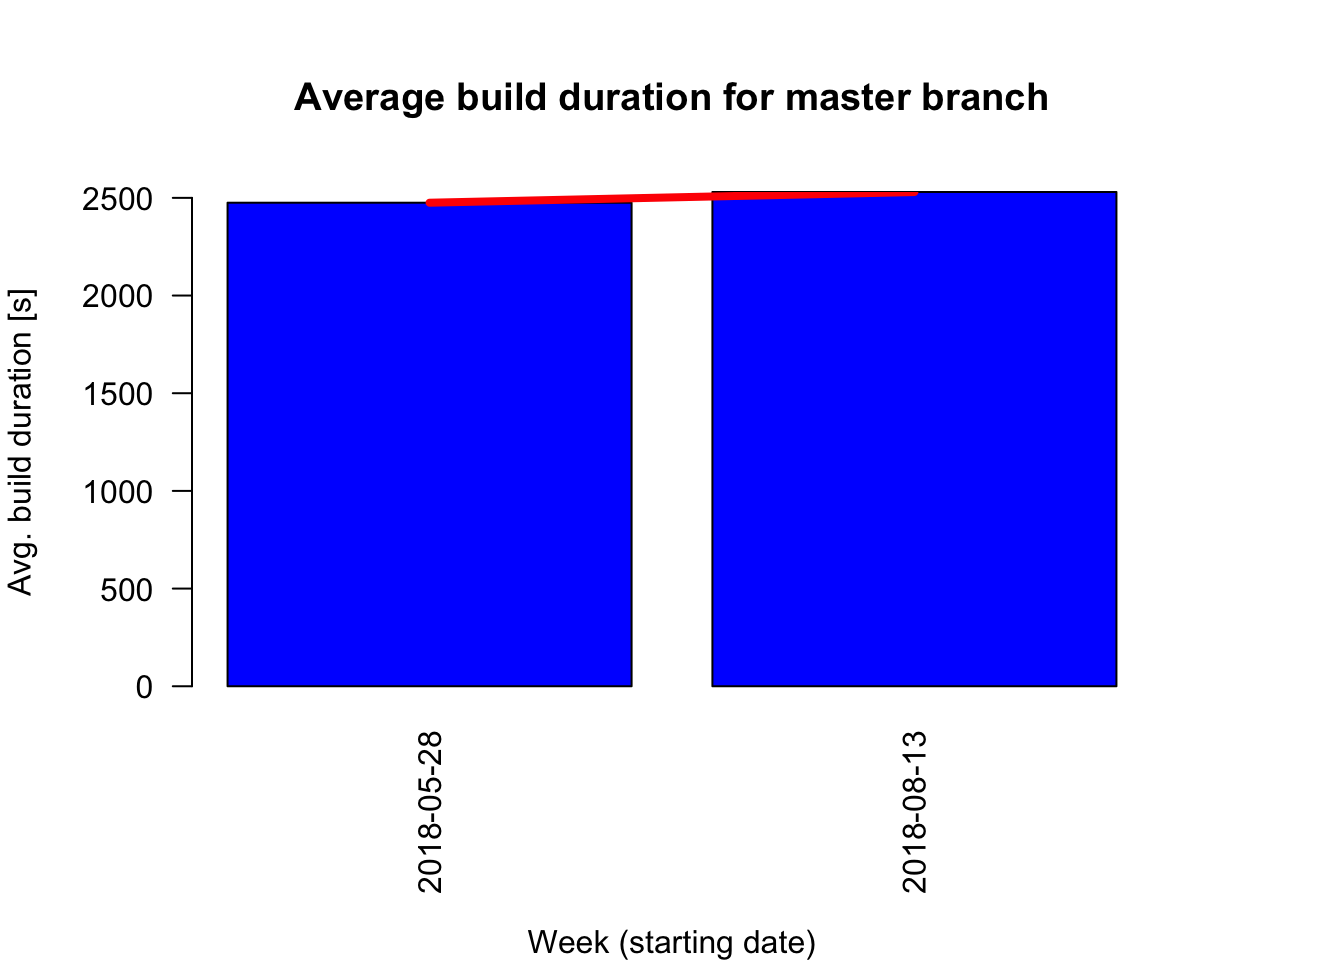 Average build duration for master branch
Avg. build duration [s]
2500
2000
1500
1000
500
0
2018-05-28
2018-08-13
Week (starting date)